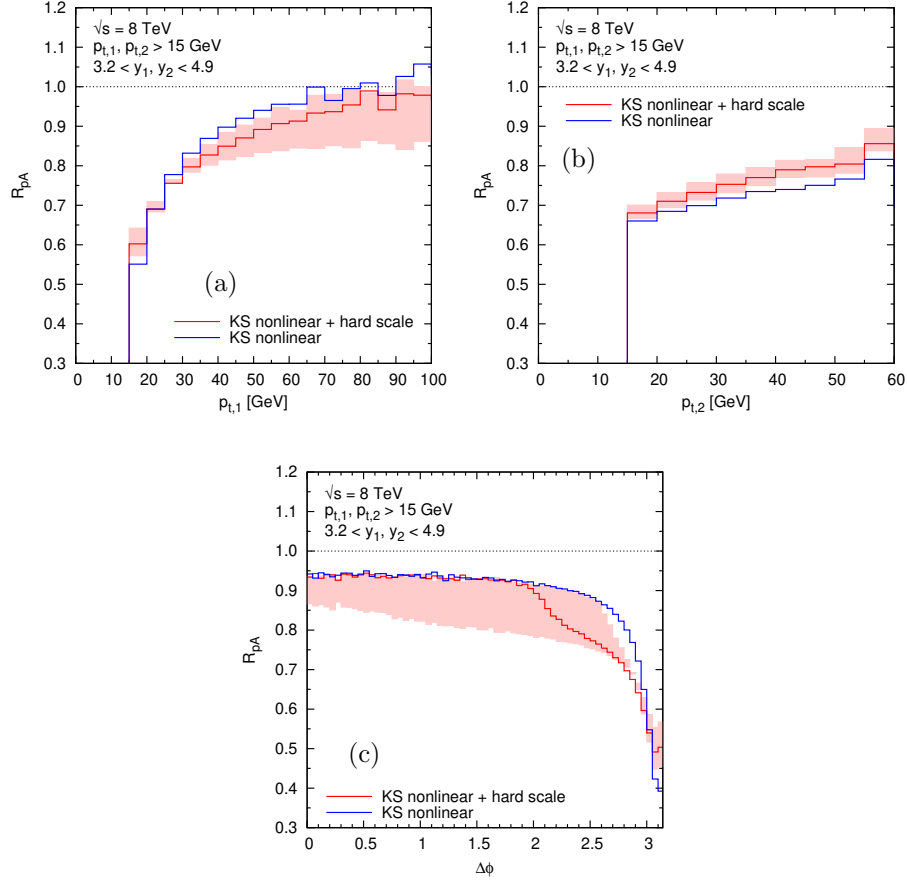 √s = 8 TeV
p_{t,1}, p_{t,2} > 15 GeV
3.2 < y_1, y_2 < 4.9
R_{pA}
1.2
1.1
1.0
0.9
0.8
0.7
0.6
0.5
0.4
0.3
(a)
KS nonlinear + hard scale
KS nonlinear
0 10 20 30 40 50 60 70 80 90 100
p_{t,1} [GeV]
√s = 8 TeV
p_{t,1}, p_{t,2} > 15 GeV
3.2 < y_1, y_2 < 4.9
R_{pA}
1.2
1.1
1.0
0.9
0.8
0.7
0.6
0.5
0.4
0.3
KS nonlinear + hard scale
KS nonlinear
(b)
0 10 20 30 40 50 60
p_{t,2} [GeV]
√s = 8 TeV
p_{t,1}, p_{t,2} > 15 GeV
3.2 < y_1, y_2 < 4.9
R_{pA}
1.2
1.1
1.0
0.9
0.8
0.7
0.6
0.5
0.4
0.3
(c)
KS nonlinear + hard scale
KS nonlinear
0 0.5 1 1.5 2 2.5 3
Δϕ